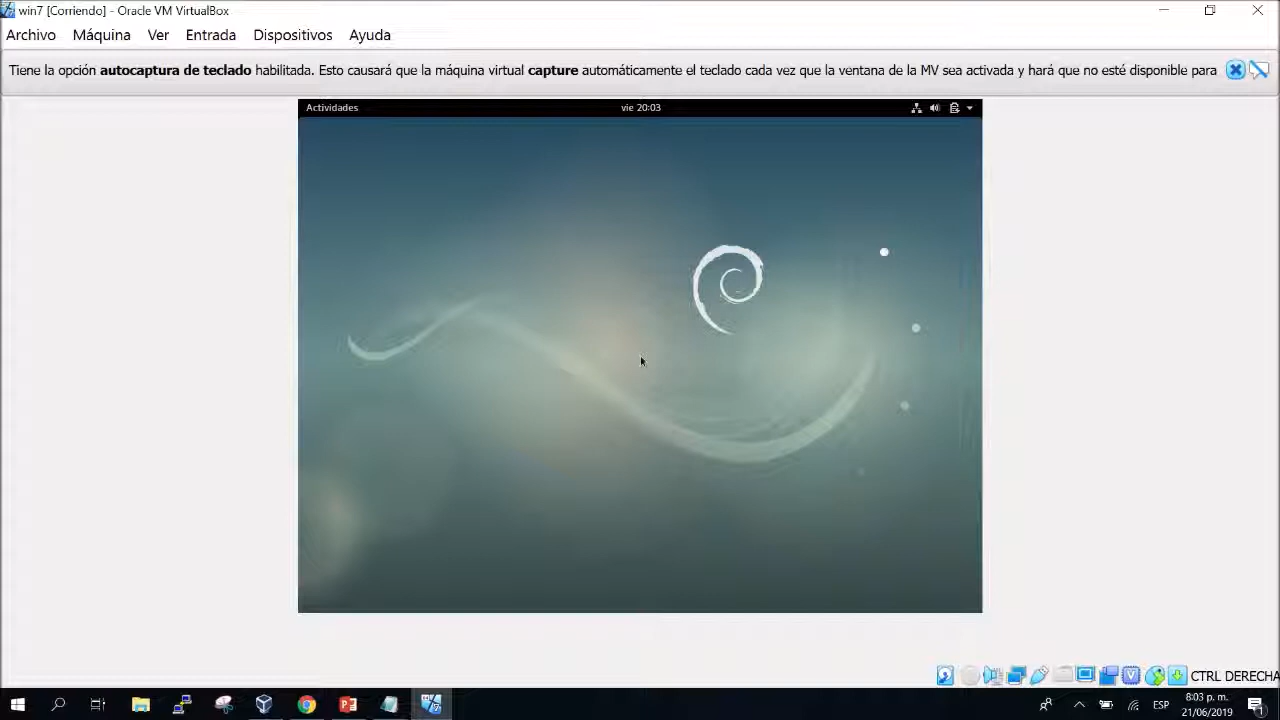 win7 [Corriendo] - Oracle VM VirtualBox
Archivo Máquina Ver Entrada Dispositivos Ayuda
Tiene la opción autocaptura de teclado habilitada. Esto causará que la máquina virtual capture automáticamente el teclado cada vez que la ventana de la MV sea activada y hará que no esté disponible para
Actividades vie 20:03
CTRL DERECHA
ESP 8:03 p. m.
21/06/2019